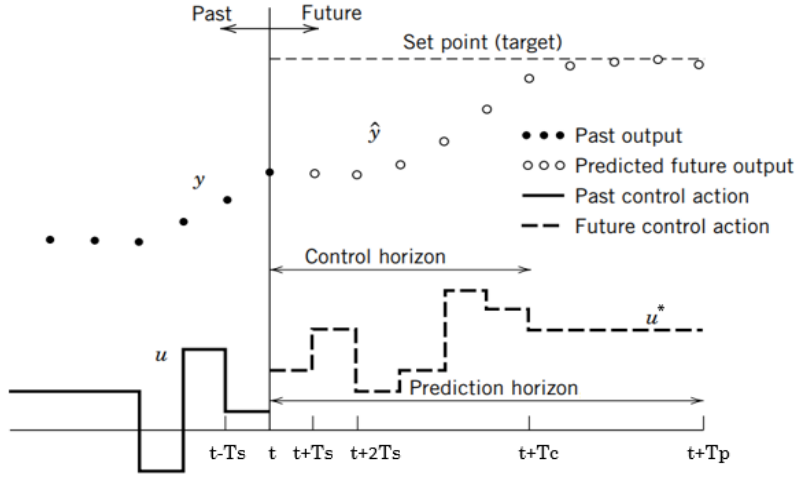 Past Future
Set point (target)
ŷ
Past output
y
Predicted future output
Past control action
Future control action
Control horizon
u*
u
Prediction horizon
t-Ts t t+Ts t+2Ts t+Tc t+Tp